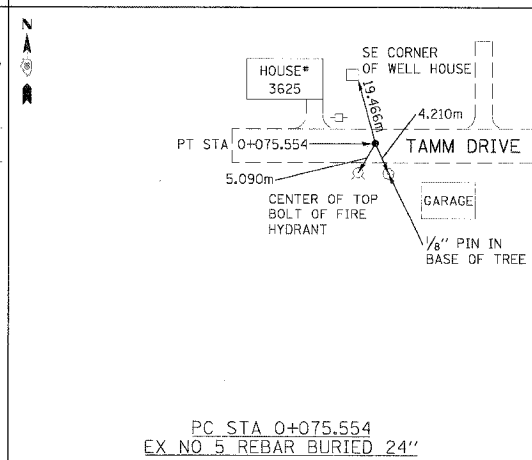 N
SE CORNER
OF WELL HOUSE
HOUSE#
3625
19.466m
4.210m
PT STA 0+075.554
TAMM DRIVE
5.090m
CENTER OF TOP
BOLT OF FIRE
HYDRANT
GARAGE
1/8" PIN IN
BASE OF TREE
PC STA 0+075.554
EX NO 5 REBAR BURIED 24"